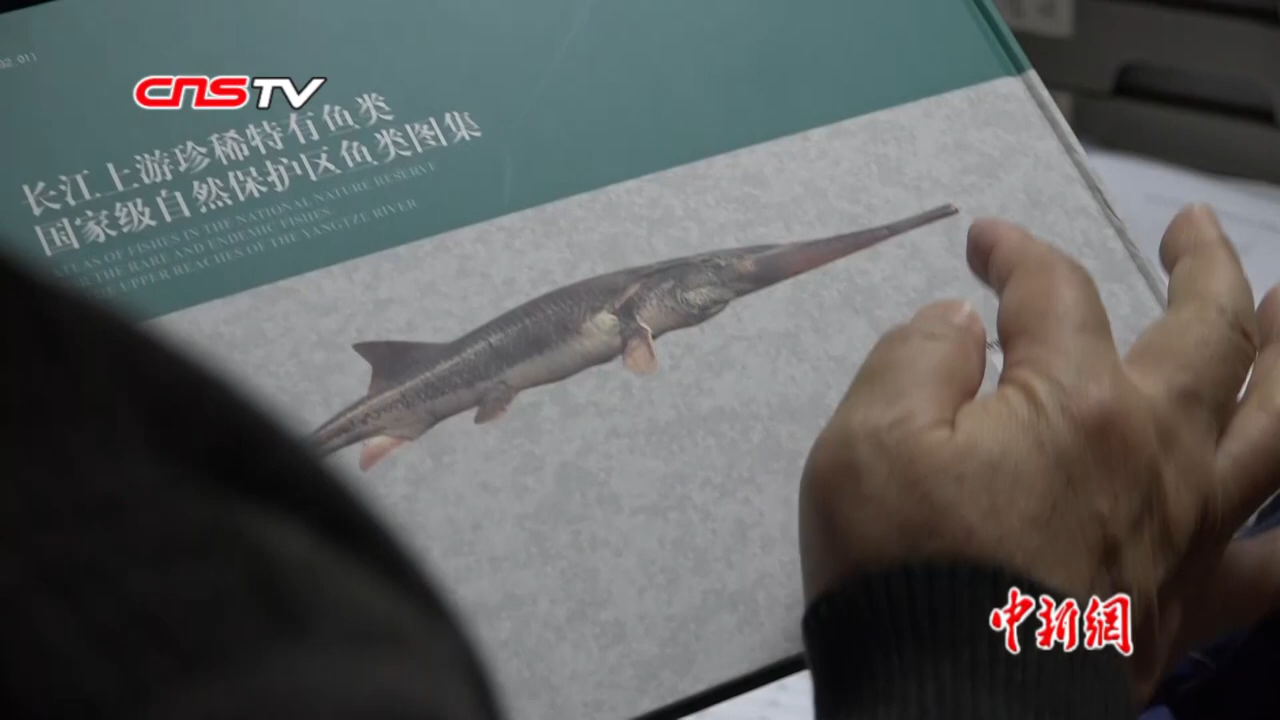 CNSTV
长江上游珍稀特有鱼类
国家级自然保护区鱼类图集
ATLAS OF FISHES IN THE NATIONAL NATURE RESERVE
THE RARE AND ENDEMIC FISHES
UPPER REACHES OF THE YANGTZE RIVER
中新網